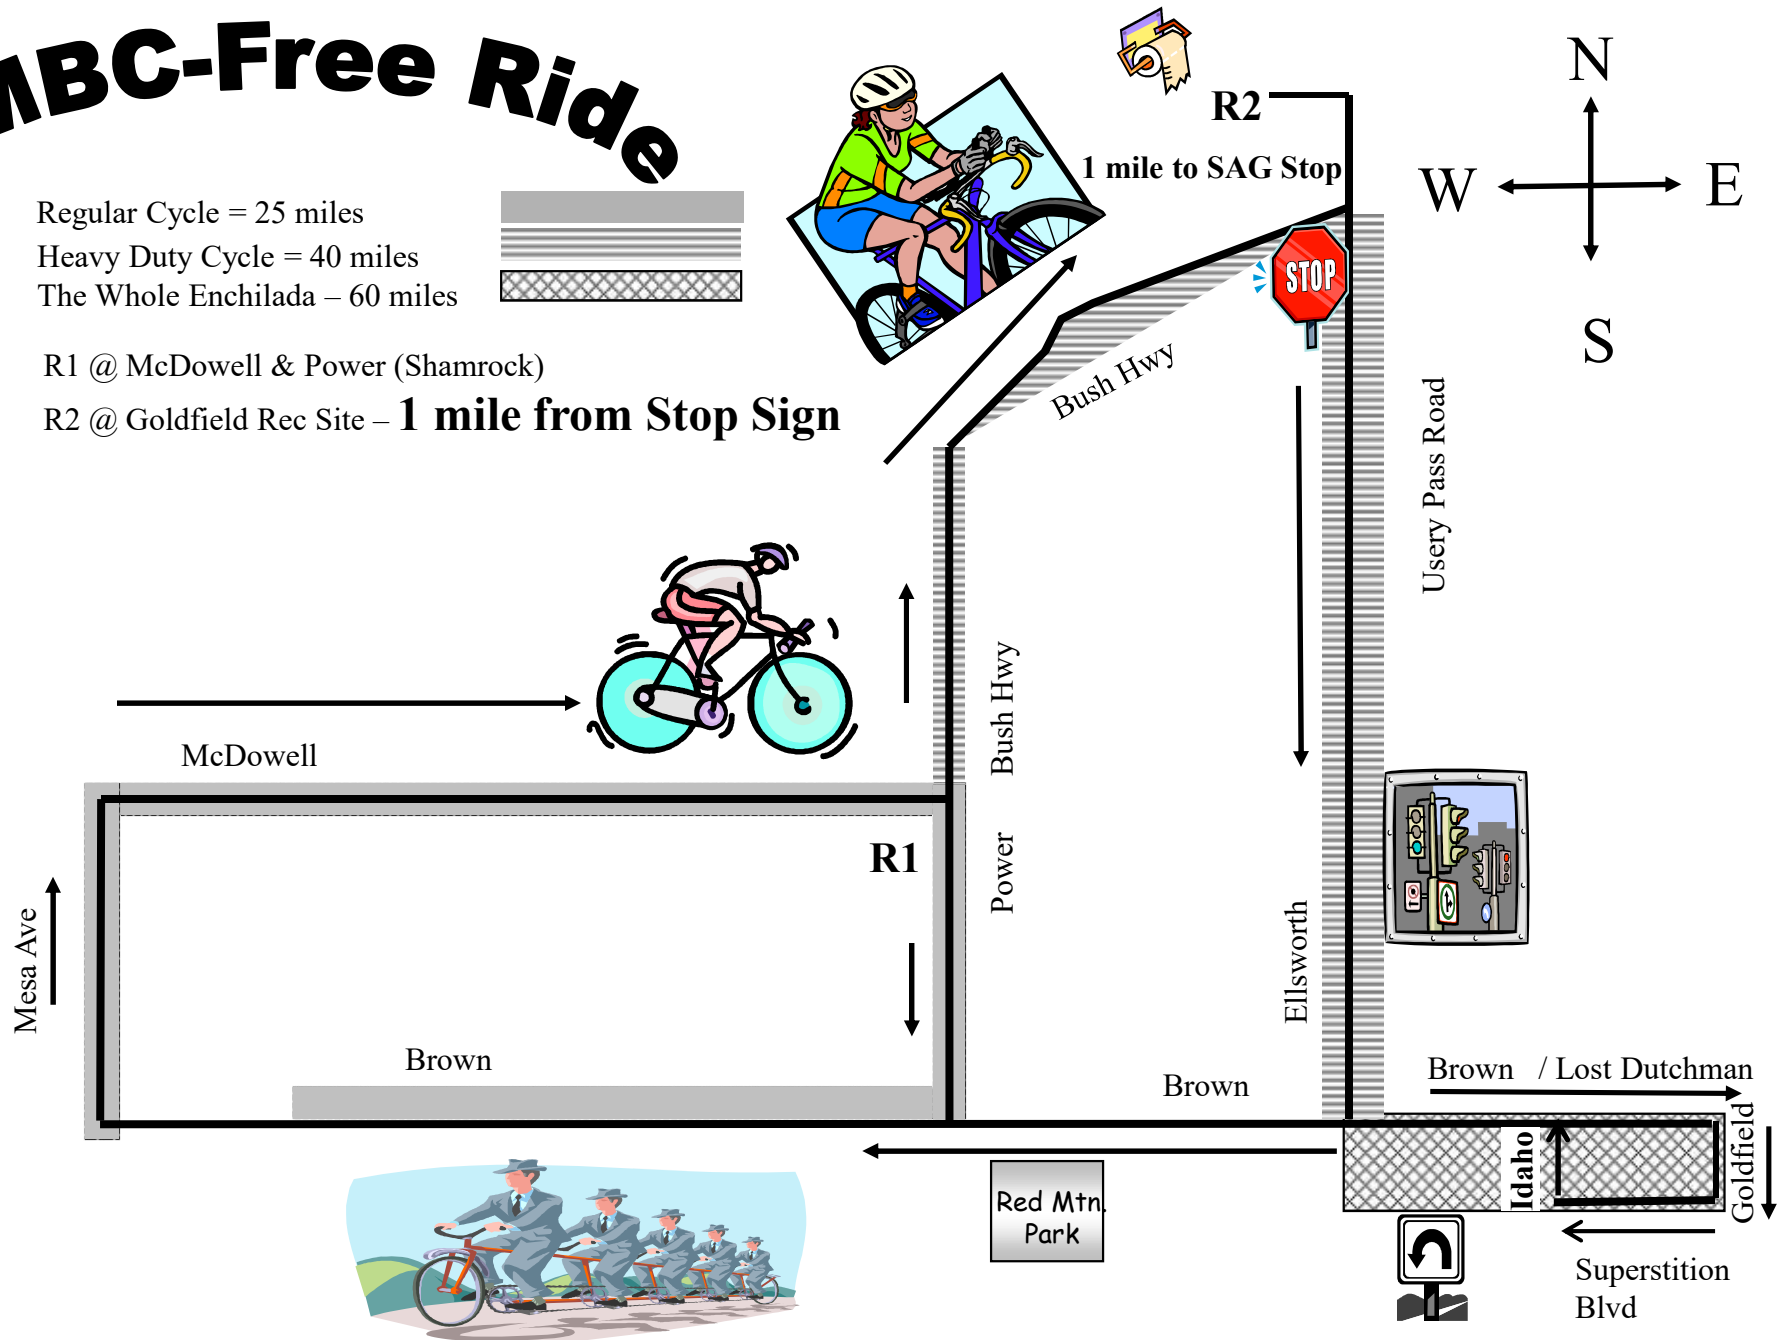 MBC-Free Ride
R2
1 mile to SAG Stop
N
W
E
S
Regular Cycle = 25 miles
Heavy Duty Cycle = 40 miles
The Whole Enchilada – 60 miles
R1 @ McDowell & Power (Shamrock)
R2 @ Goldfield Rec Site – 1 mile from Stop Sign
STOP
Bush Hwy
Usery Pass Road
McDowell
Bush Hwy
R1
Power
Mesa Ave
Ellsworth
Brown
Brown
Brown / Lost Dutchman
Idaho
Goldfield
Red Mtn.
Park
Superstition
Blvd